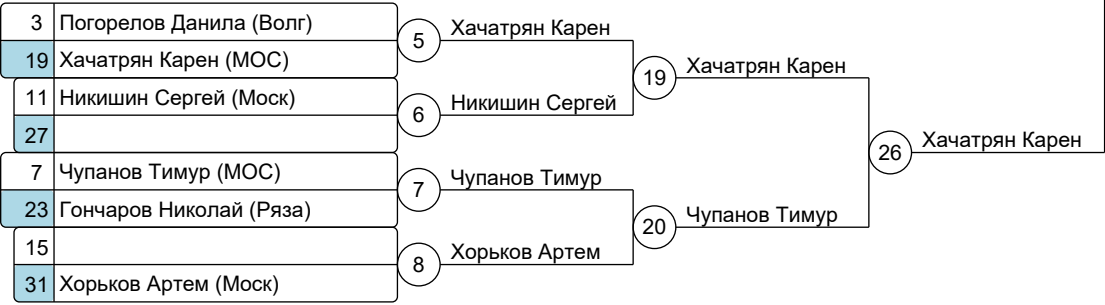 3 Погорелов Данила (Волг)
5 Хачатрян Карен
19 Хачатрян Карен (МОС)
19 Хачатрян Карен
11 Никишин Сергей (Моск)
6 Никишин Сергей
27
26 Хачатрян Карен
7 Чупанов Тимур (МОС)
7 Чупанов Тимур
23 Гончаров Николай (Ряза)
20 Чупанов Тимур
15
8 Хорьков Артем
31 Хорьков Артем (Моск)